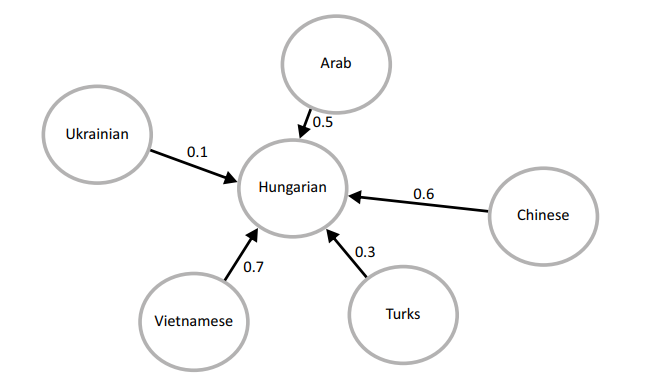 Arab
0.5
Ukrainian
0.1
Hungarian
0.6
Chinese
0.7
0.3
Vietnamese
Turks